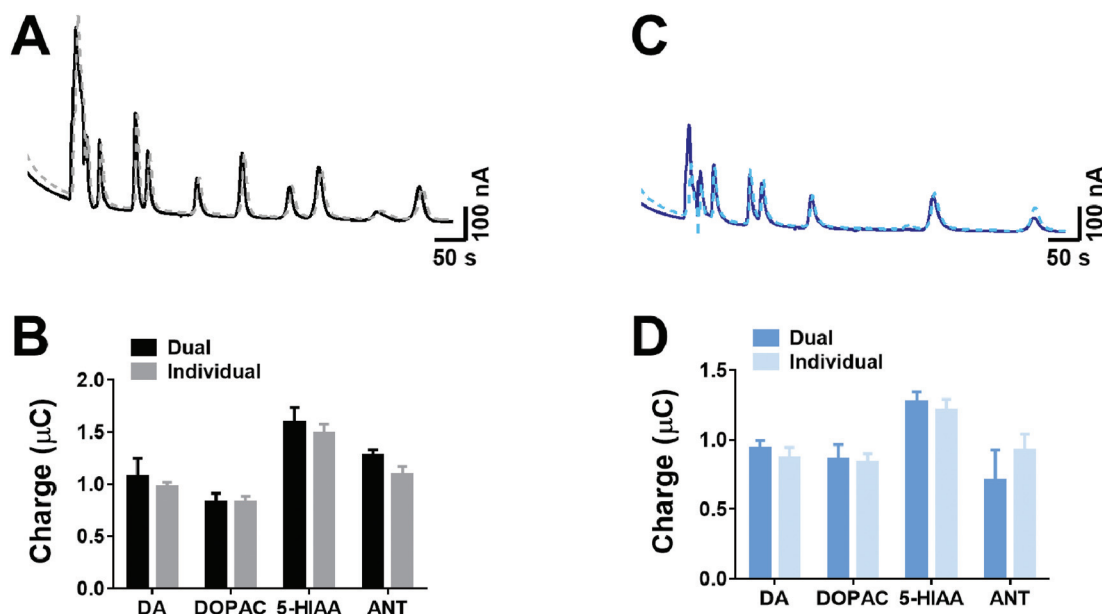 A
100 nA
50 s
C
100 nA
50 s
B
Dual
Individual
Charge (μC)
2.0
1.5
1.0
0.5
0.0
DA DOPAC 5-HIAA ANT
D
Dual
Individual
Charge (μC)
1.5
1.0
0.5
0.0
DA DOPAC 5-HIAA ANT